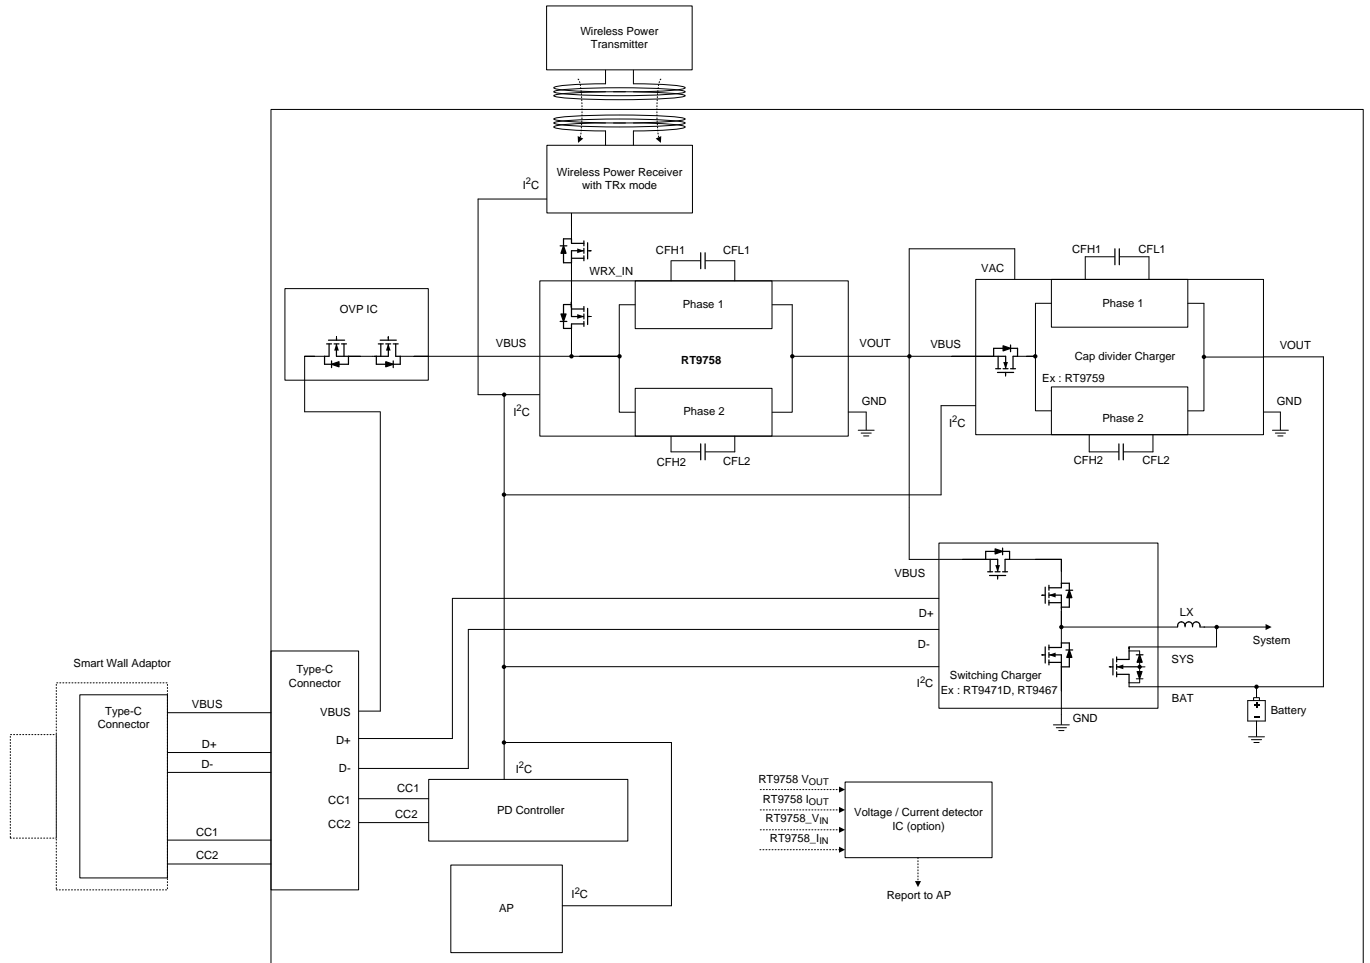 Wireless Power
Transmitter
Wireless Power Receiver
with TRx mode
I²C
WRX_IN
CFH1
CFL1
Phase 1
VBUS
RT9758
VOUT
Phase 2
I²C
GND
CFH2
CFL2
OVP IC
VAC
CFH1
CFL1
Phase 1
VBUS
Cap divider Charger
Ex : RT9759
VOUT
Phase 2
I²C
GND
CFH2
CFL2
VBUS
D+
D-
I²C
Switching Charger
Ex : RT9471D, RT9467
GND
LX
System
SYS
BAT
Battery
Smart Wall Adaptor
Type-C
Connector
VBUS
D+
D-
CC1
CC2
Type-C
Connector
VBUS
D+
D-
CC1
CC2
CC1
CC2
I²C
PD Controller
AP
I²C
RT9758 VOUT
RT9758 IOUT
RT9758_VIN
RT9758_IIN
Voltage / Current detector
IC (option)
Report to AP